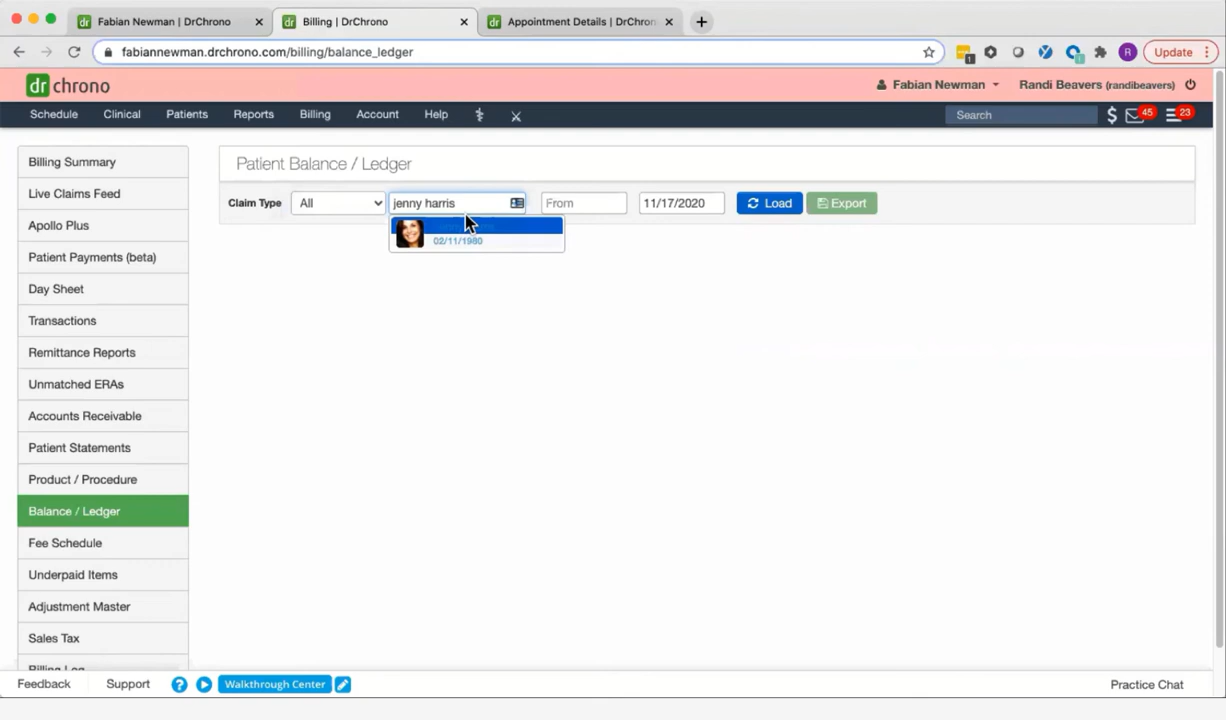 Fabian Newman | DrChrono
Billing | DrChrono
Appointment Details | DrChron
fabiannewman.drchrono.com/billing/balance_ledger
1
1
R
Update
dr chrono
Fabian Newman
Randi Beavers (randibeavers)
Schedule
Clinical
Patients
Reports
Billing
Account
Help
Search
$
45
23
Billing Summary
Live Claims Feed
Apollo Plus
Patient Payments (beta)
Day Sheet
Transactions
Remittance Reports
Unmatched ERAs
Accounts Receivable
Patient Statements
Product / Procedure
Balance / Ledger
Fee Schedule
Underpaid Items
Adjustment Master
Sales Tax
Billing Log
Patient Balance / Ledger
Claim Type
All
jenny harris
From
11/17/2020
Load
Export
02/11/1980
Feedback
Support
?
Walkthrough Center
Practice Chat